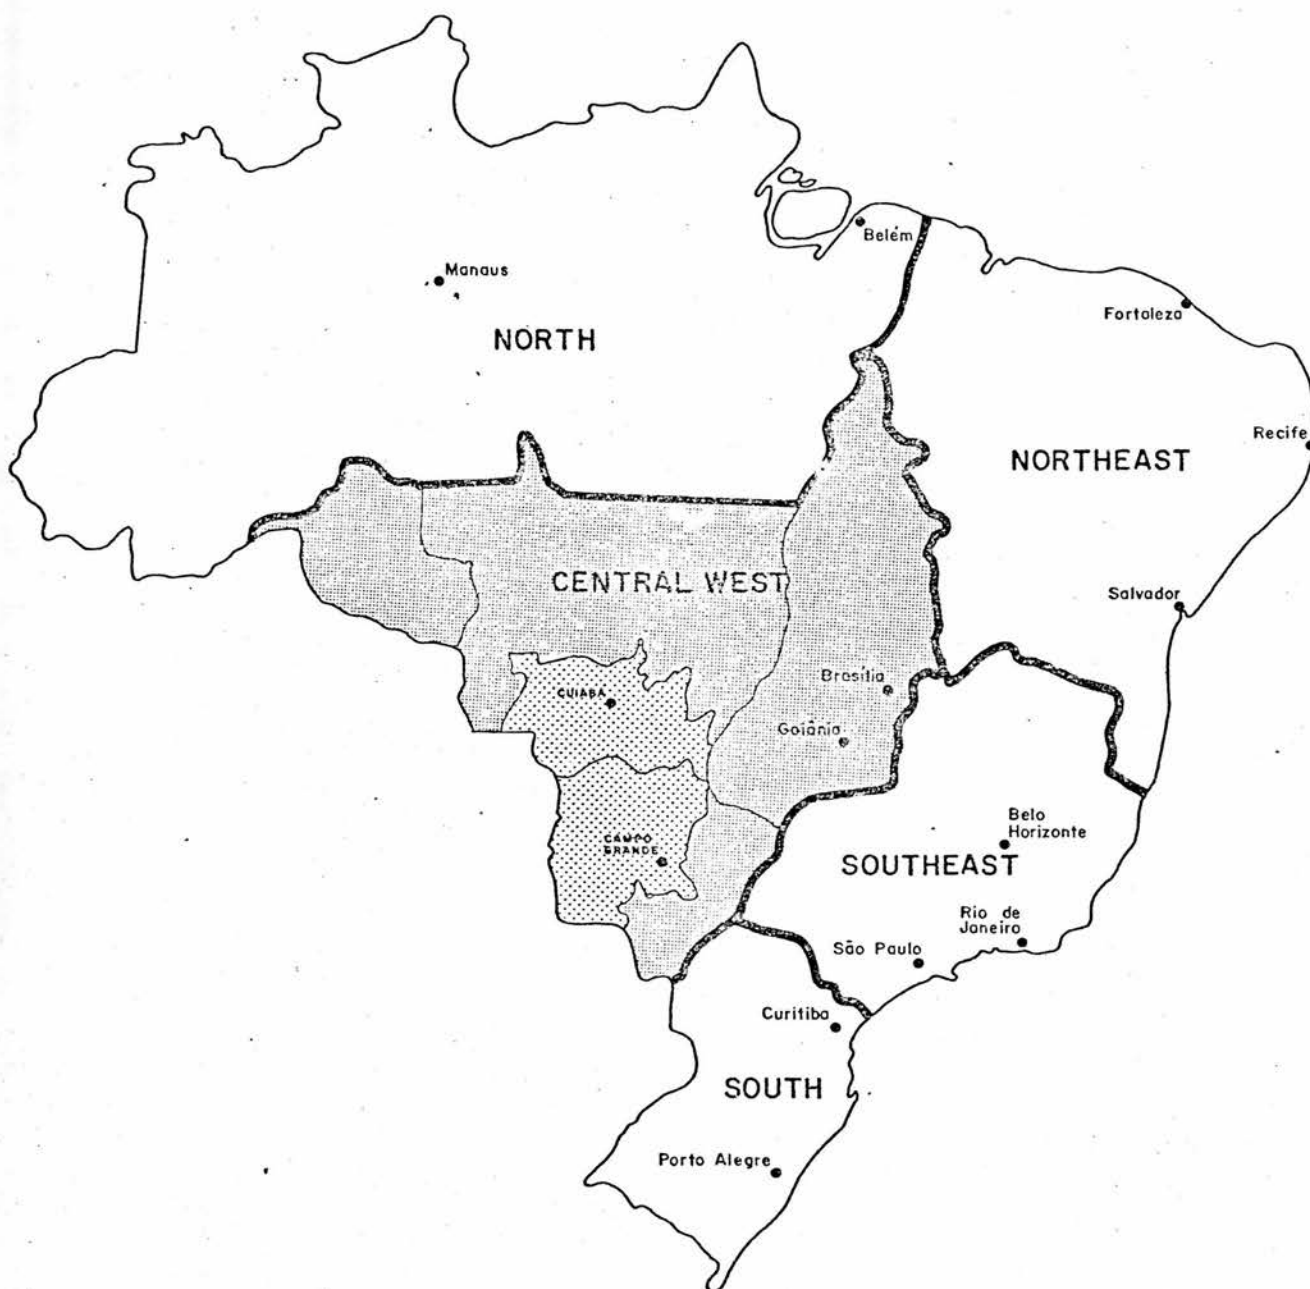 Belém
Manaus
Fortaleza
NORTH
Recife
NORTHEAST
CENTRAL WEST
Salvador
Brasília
CUIABÁ
Goiânia
Belo
Horizonte
CAMPO
GRANDE
SOUTHEAST
Rio de
Janeiro
São Paulo
Curitiba
SOUTH
Porto Alegre